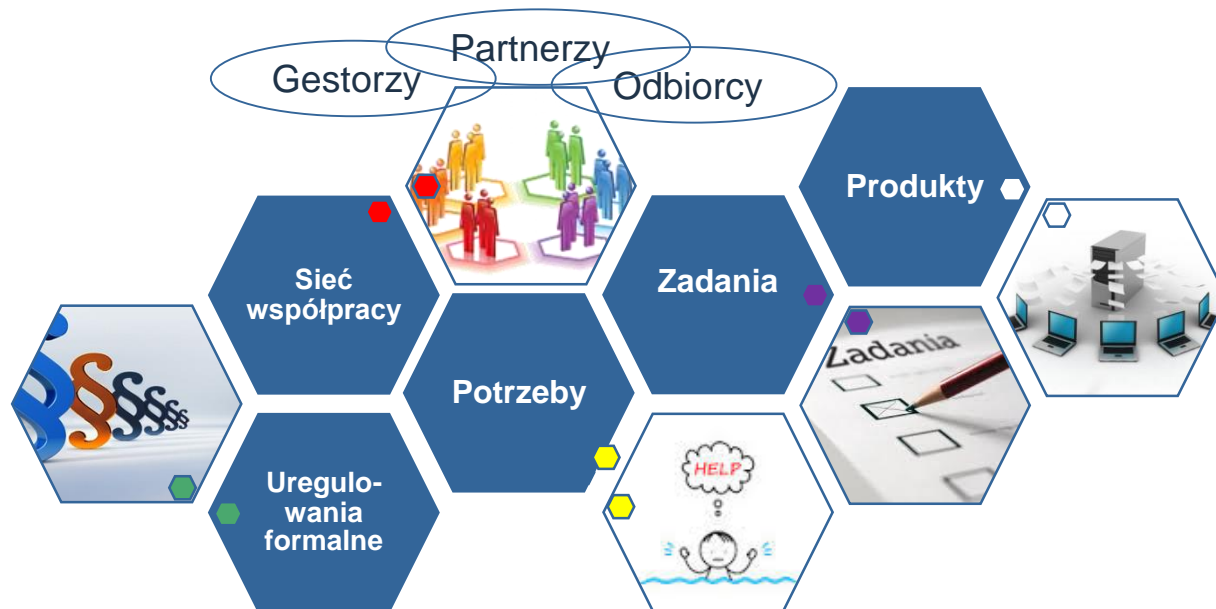 Partnerzy
Gestorzy
Odbiorcy
Produkty
Sieć
współpracy
Zadania
Zadania
Potrzeby
HELP
Uregulo-
wania
formalne